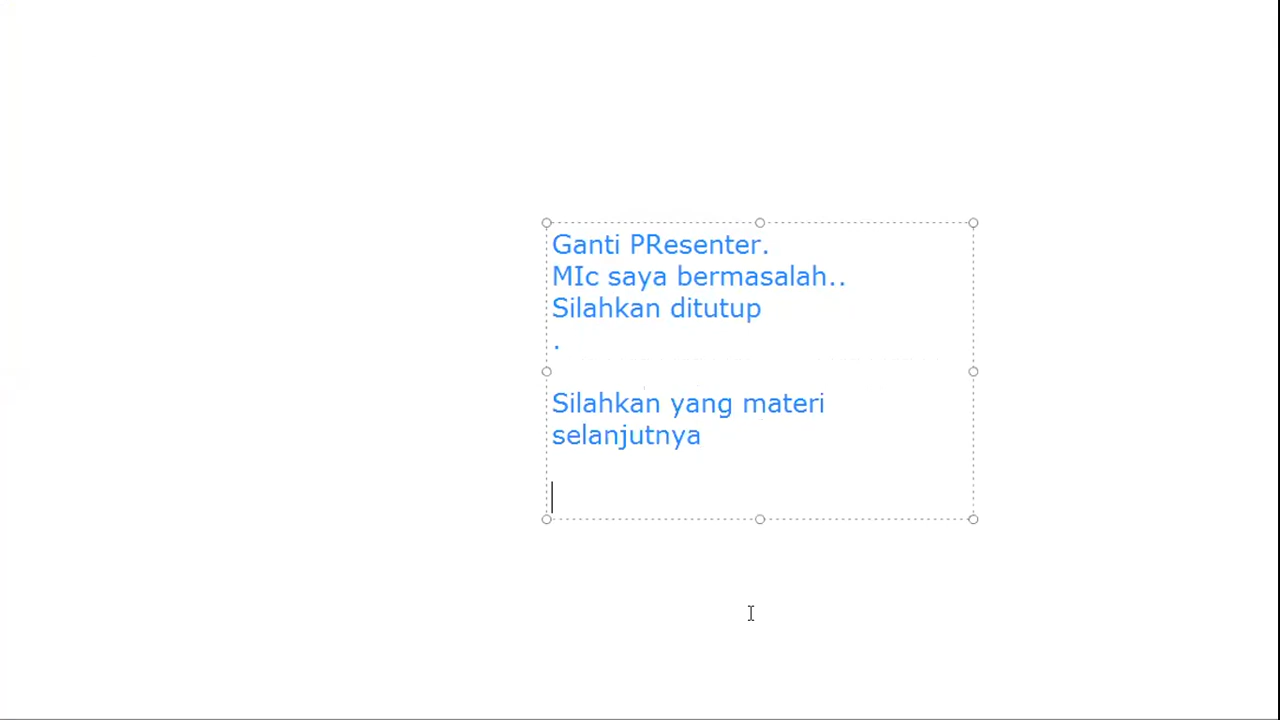 Ganti PResenter.
MIc saya bermasalah..
Silahkan ditutup
.
Silahkan yang materi
selanjutnya